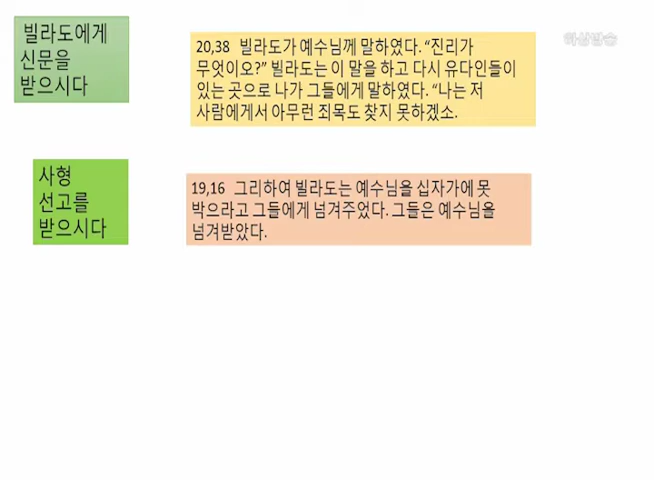 빌라도에게
신문을
받으시다
20,38 빌라도가 예수님께 말하였다. “진리가
무엇이오?” 빌라도는 이 말을 하고 다시 유다인들이
있는 곳으로 나가 그들에게 말하였다. “나는 저
사람에게서 아무런 죄목도 찾지 못하겠소.
사형
선고를
받으시다
19,16 그리하여 빌라도는 예수님을 십자가에 못
박으라고 그들에게 넘겨주었다. 그들은 예수님을
넘겨받았다.